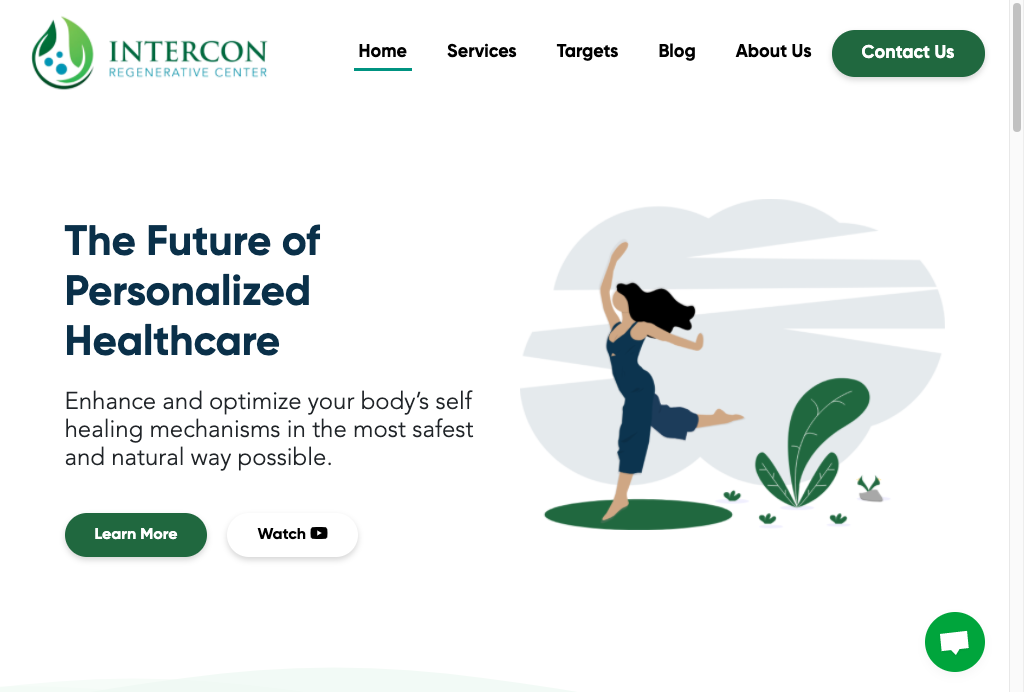 INTERCON
REGENERATIVE CENTER
Home
Services
Targets
Blog
About Us
Contact Us
The Future of
Personalized
Healthcare
Enhance and optimize your body’s self
healing mechanisms in the most safest
and natural way possible.
Learn More
Watch